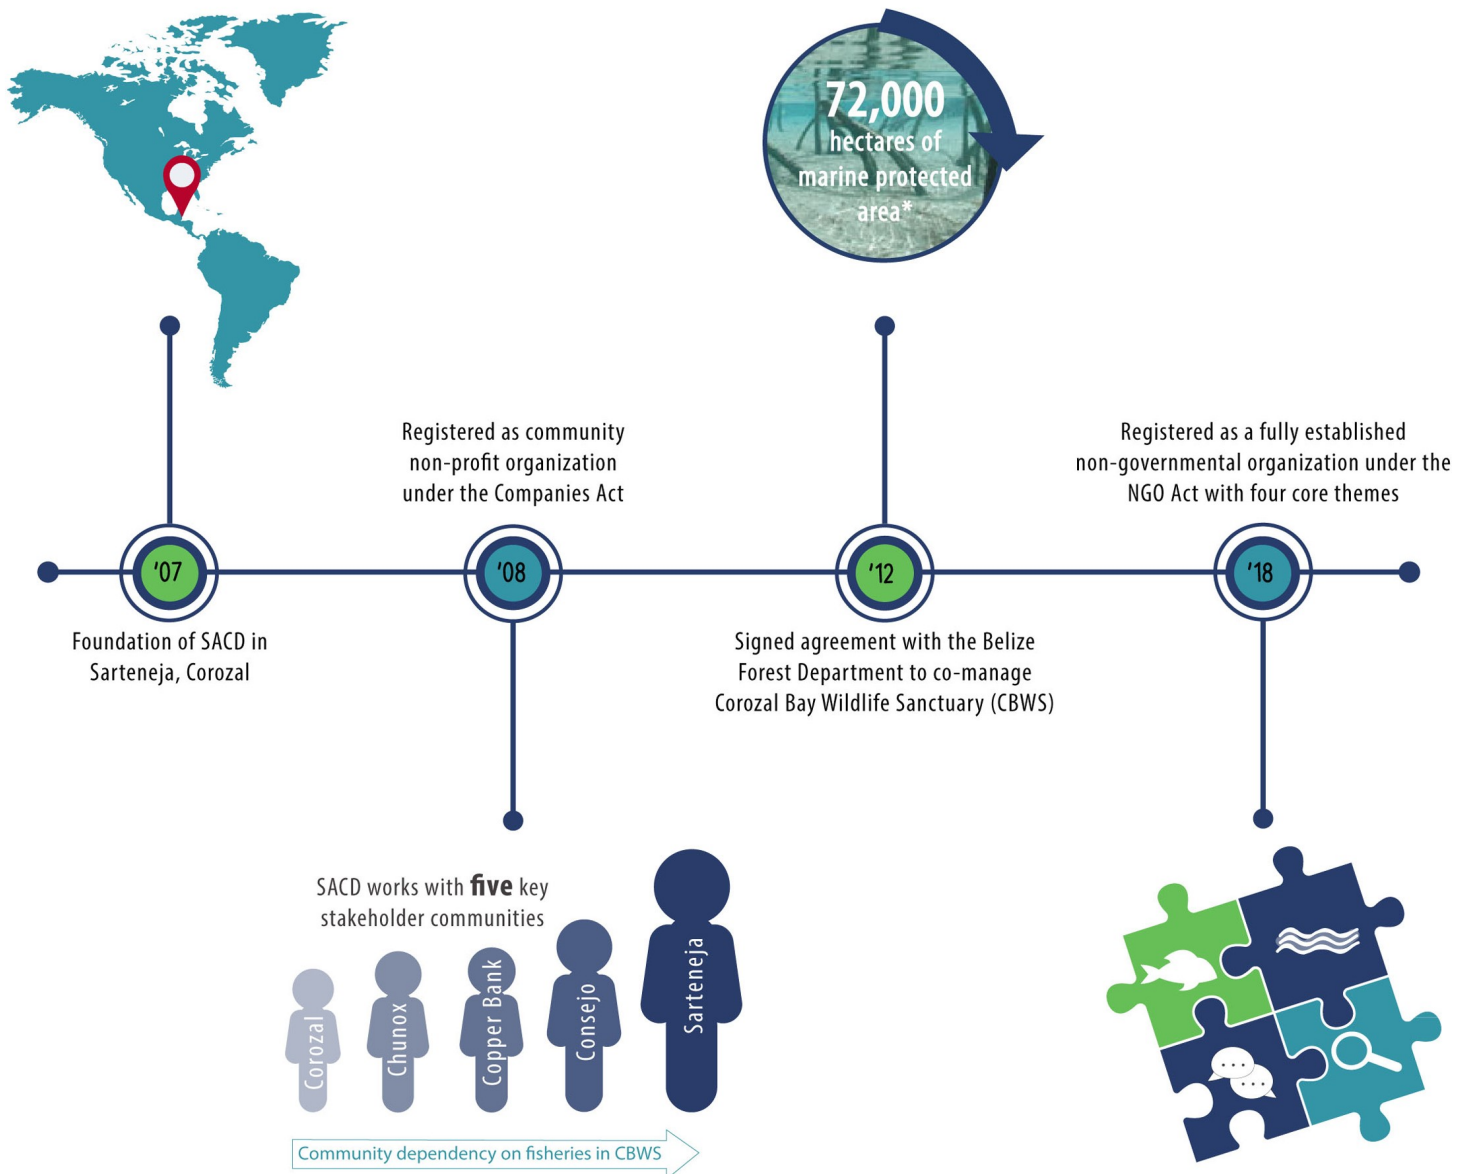 72,000
hectares of
marine protected
area*
Registered as community
non-profit organization
under the Companies Act
Registered as a fully established
non-governmental organization under the
NGO Act with four core themes
'07
'08
'12
'18
Foundation of SACD in
Sarteneja, Corozal
Signed agreement with the Belize
Forest Department to co-manage
Corozal Bay Wildlife Sanctuary (CBWS)
SACD works with five key
stakeholder communities
Corozal
Chunox
Copper Bank
Consejo
Sarteneja
Community dependency on fisheries in CBWS